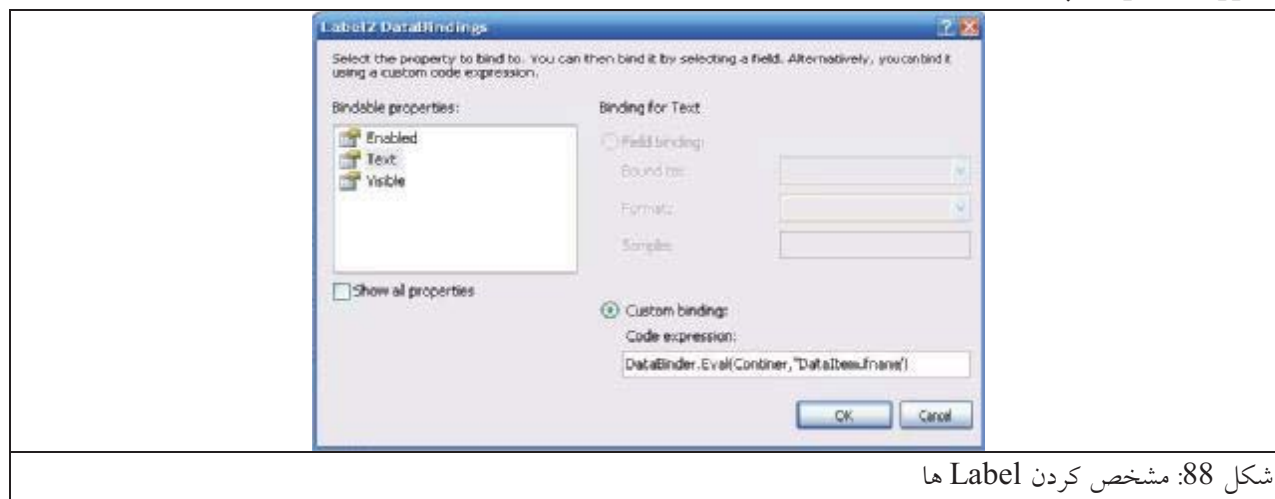 Label2 DataBindings
Select the property to bind to. You can then bind it by selecting a field. Alternatively, you can bind it
using a custom code expression.
Bindable properties:
Enabled
Text
Visible
Show all properties
Binding for Text
Field binding:
Bound to:
Format:
Sample:
Custom binding:
Code expression:
DataBinder.Eval(Continer,"DataItem.fname")
OK
Cancel
شکل 88: مشخص کردن Label ها